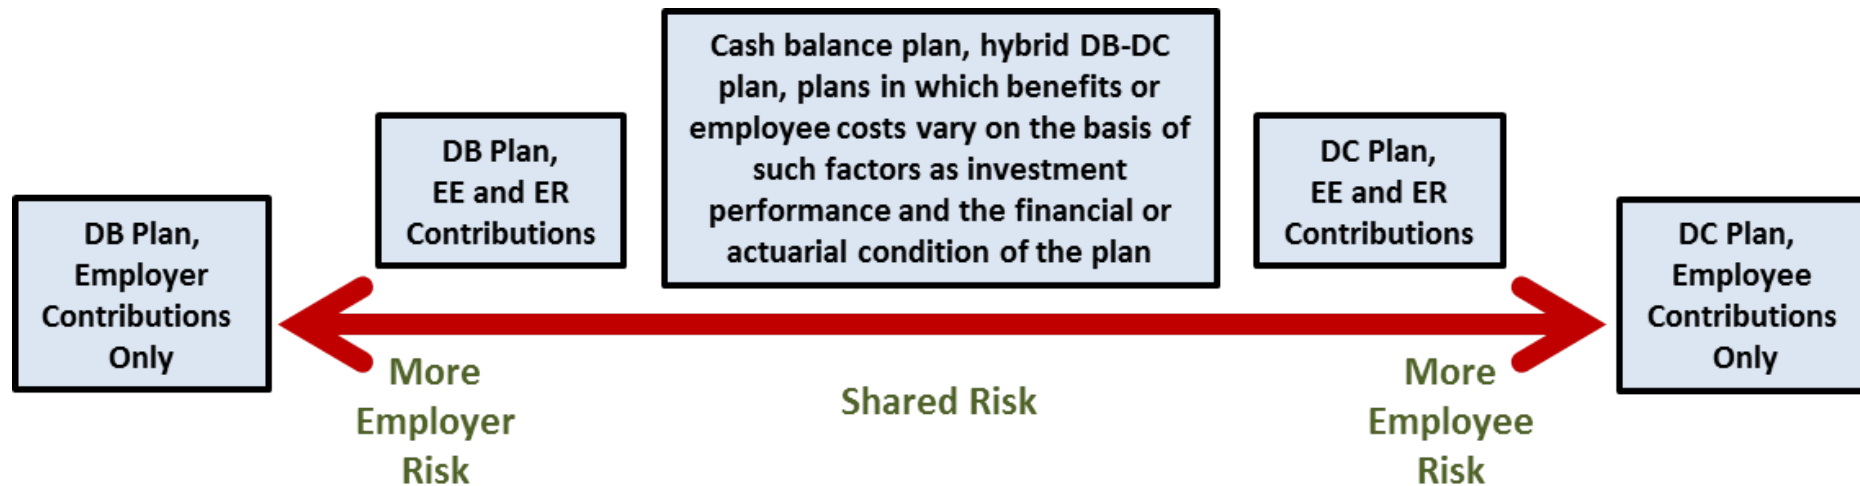 DB Plan,
Employer
Contributions
Only
DB Plan,
EE and ER
Contributions
Cash balance plan, hybrid DB-DC
plan, plans in which benefits or
employee costs vary on the basis of
such factors as investment
performance and the financial or
actuarial condition of the plan
DC Plan,
EE and ER
Contributions
DC Plan,
Employee
Contributions
Only
More
Employer
Risk
Shared Risk
More
Employee
Risk